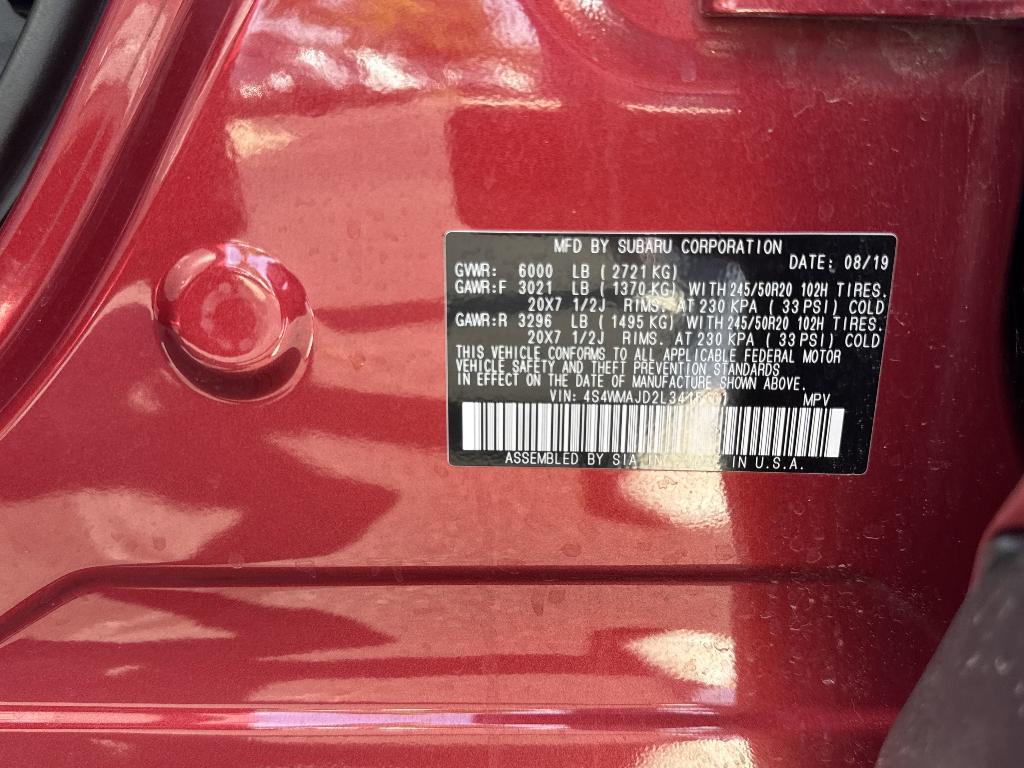 MFD BY SUBARU CORPORATION
DATE: 08/19
GVWR: 6000 LB ( 2721 KG)
GAWR:F 3021 LB ( 1370 KG) WITH 245/50R20 102H TIRES.
20X7 1/2J RIMS. AT 230 KPA ( 33 PSI) COLD
GAWR:R 3296 LB ( 1495 KG) WITH 245/50R20 102H TIRES.
20X7 1/2J RIMS. AT 230 KPA ( 33 PSI) COLD
THIS VEHICLE CONFORMS TO ALL APPLICABLE FEDERAL MOTOR
VEHICLE SAFETY AND THEFT PREVENTION STANDARDS
IN EFFECT ON THE DATE OF MANUFACTURE SHOWN ABOVE.
VIN: MPV
ASSEMBLED BY SIA IN U.S.A.